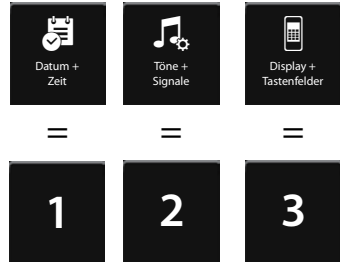 Datum + Töne + Display +
Zeit Signale Tastenfelder
= = =
1 2 3